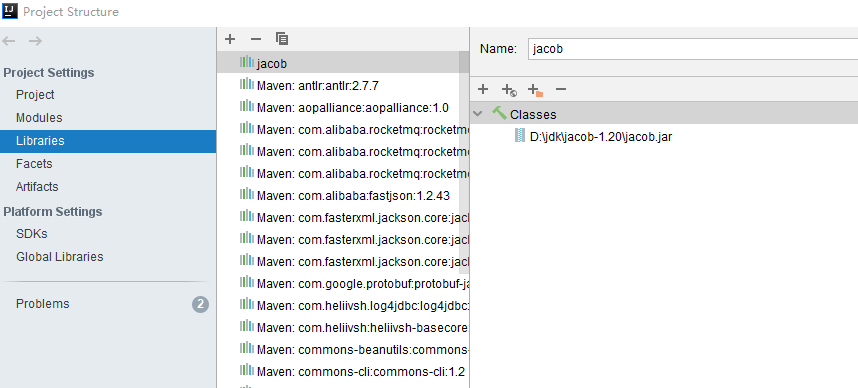 Project Structure
Project Settings
Project
Modules
Libraries
Facets
Artifacts
Platform Settings
SDKs
Global Libraries
Problems
2
jacob
Maven: antlr:antlr:2.7.7
Maven: aopalliance:aopalliance:1.0
Maven: com.alibaba.rocketmq:rocketm
Maven: com.alibaba.rocketmq:rocketm
Maven: com.alibaba.rocketmq:rocketm
Maven: com.alibaba:fastjson:1.2.43
Maven: com.fasterxml.jackson.core:jac
Maven: com.fasterxml.jackson.core:jac
Maven: com.fasterxml.jackson.core:jac
Maven: com.google.protobuf:protobuf-ja
Maven: com.heliivsh.log4jdbc:log4jdbc
Maven: com.heliivsh:heliivsh-basecore
Maven: commons-beanutils:commons-
Maven: commons-cli:commons-cli:1.2
Name:
jacob
Classes
D:\jdk\jacob-1.20\jacob.jar